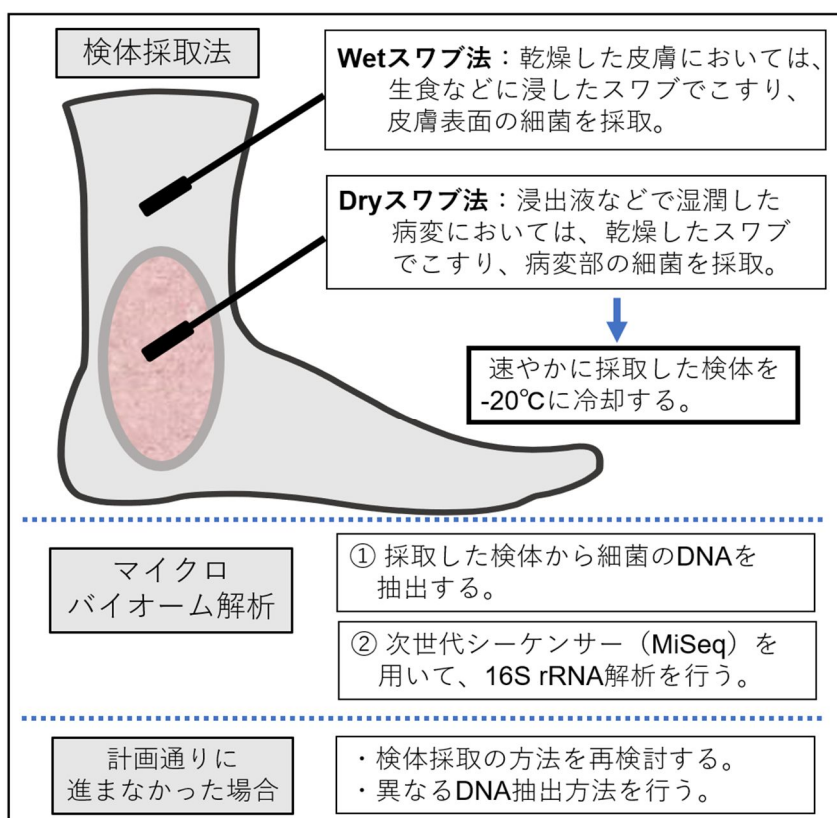 検体採取法
Wetスワブ法：乾燥した皮膚においては、
生食などに浸したスワブでこすり、
皮膚表面の細菌を採取。
Dryスワブ法：浸出液などで湿潤した
病変においては、乾燥したスワブ
でこすり、病変部の細菌を採取。
速やかに採取した検体を
-20℃に冷却する。
マイクロ
バイオーム解析
① 採取した検体から細菌のDNAを
抽出する。
② 次世代シーケンサー（MiSeq）を
用いて、16S rRNA解析を行う。
計画通りに
進まなかった場合
・検体採取の方法を再検討する。
・異なるDNA抽出方法を行う。